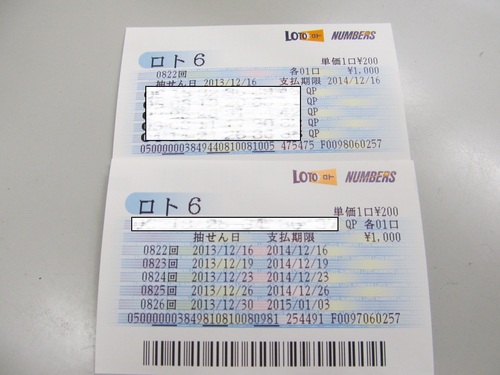 LOTO ロト NUMBERS
ロト6 単価1口¥200
0822回 各01口 ¥1,000
抽せん日 2013/12/16 支払期限 2014/12/16
QP
QP
QP
QP
QP
05000003849440810081005 475475 F0098060257
LOTO ロト NUMBERS
ロト6 単価1口¥200
QP 各01口
抽せん日 支払期限 ¥1,000
0822回 2013/12/16 2014/12/16
0823回 2013/12/19 2014/12/19
0824回 2013/12/23 2014/12/23
0825回 2013/12/26 2014/12/26
0826回 2013/12/30 2015/01/03
05000003849810810080981 254491 F0097060257